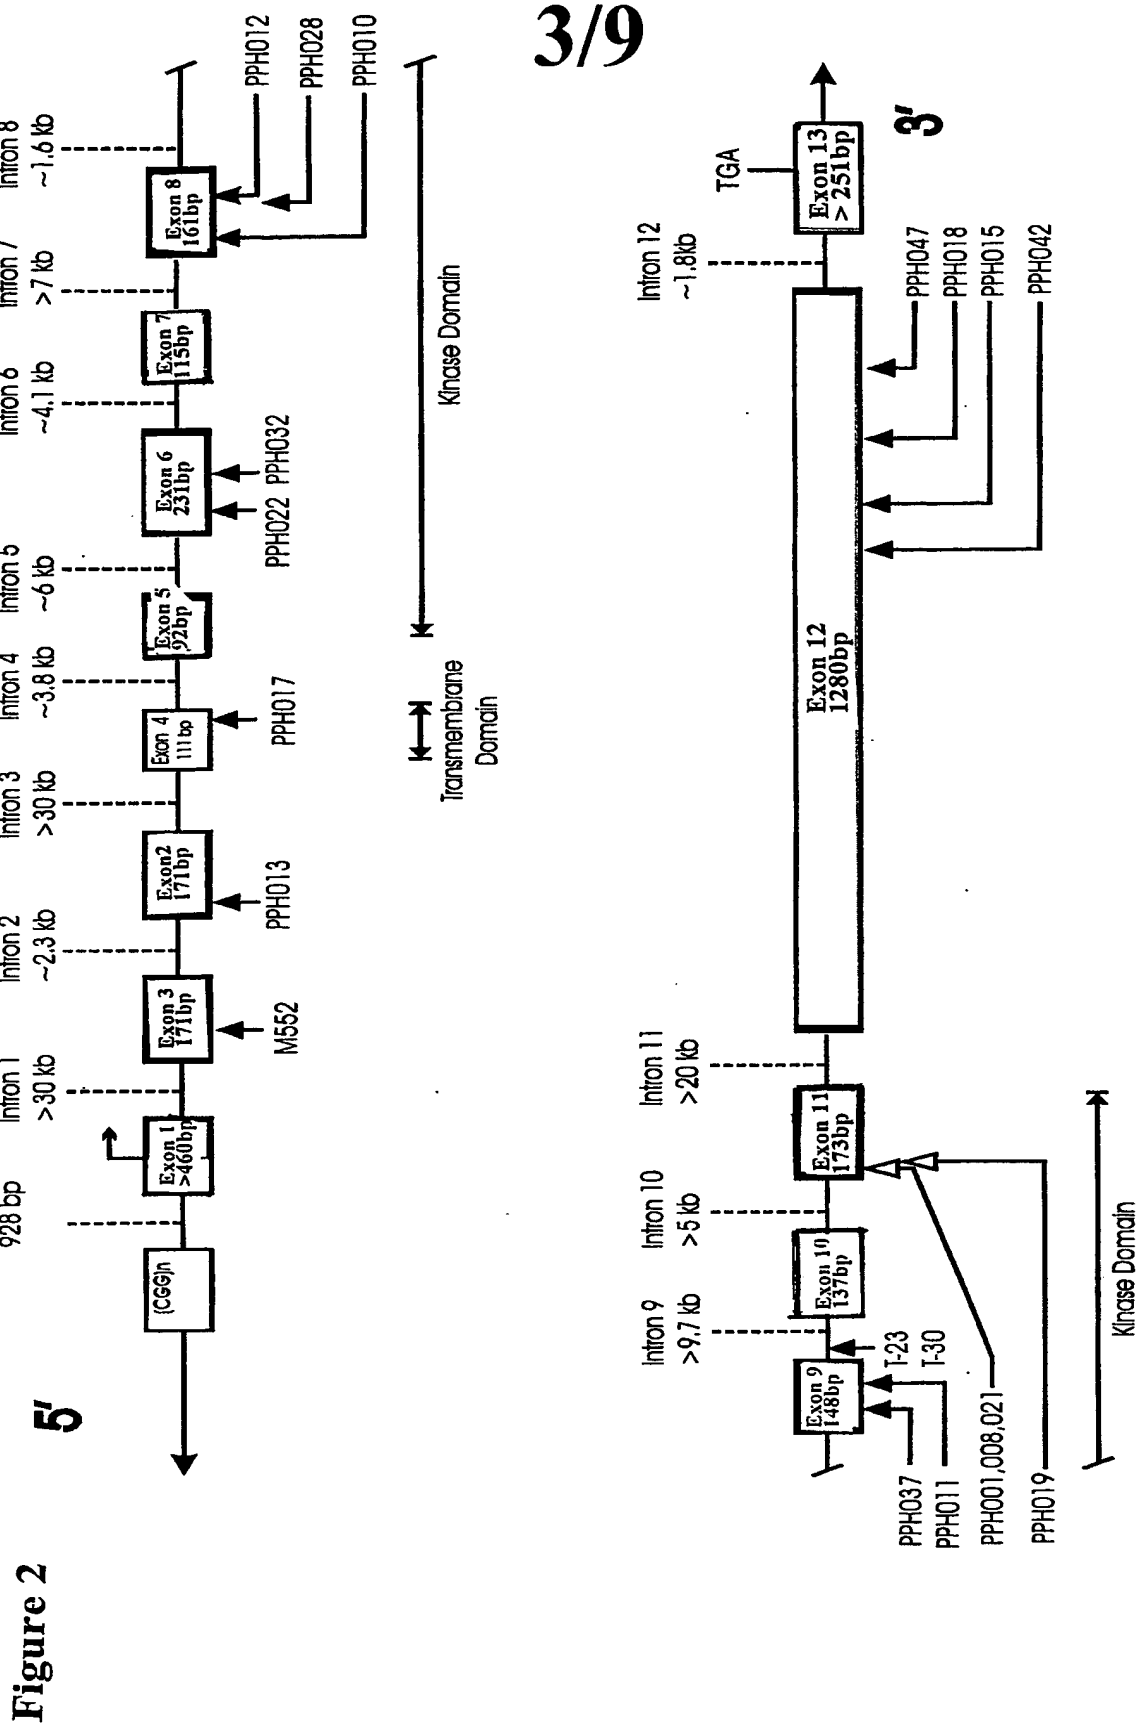 3/9
Figure 2
5'
928 bp
Intron 1
>30 kb
Intron 2
~2.3 kb
Intron 3
>30 kb
Intron 4
~3.8 kb
Intron 5
~6 kb
Intron 6
~4.1 kb
Intron 7
>7 kb
Intron 8
~1.6 kb
(CGG)n
Exon 1
>460bp
Exon 3
171bp
Exon2
171bp
Exon 4
111bp
Exon 5
92bp
Exon 6
231bp
Exon 7
115bp
Exon 8
161bp
M552
PPH013
PPH017
PPH022
PPH032
PPH012
PPH028
PPH010
Transmembrane
Domain
Kinase Domain
Intron 9
>9.7 kb
Intron 10
>5 kb
Intron 11
>20 kb
Intron 12
~1.8kb
TGA
Exon 9
148bp
Exon 10
137bp
Exon 11
173bp
Exon 12
1280bp
Exon 13
> 251bp
3'
T-23
T-30
PPH037
PPH011
PPH001,008,021
PPH019
PPH047
PPH018
PPH015
PPH042
Kinase Domain